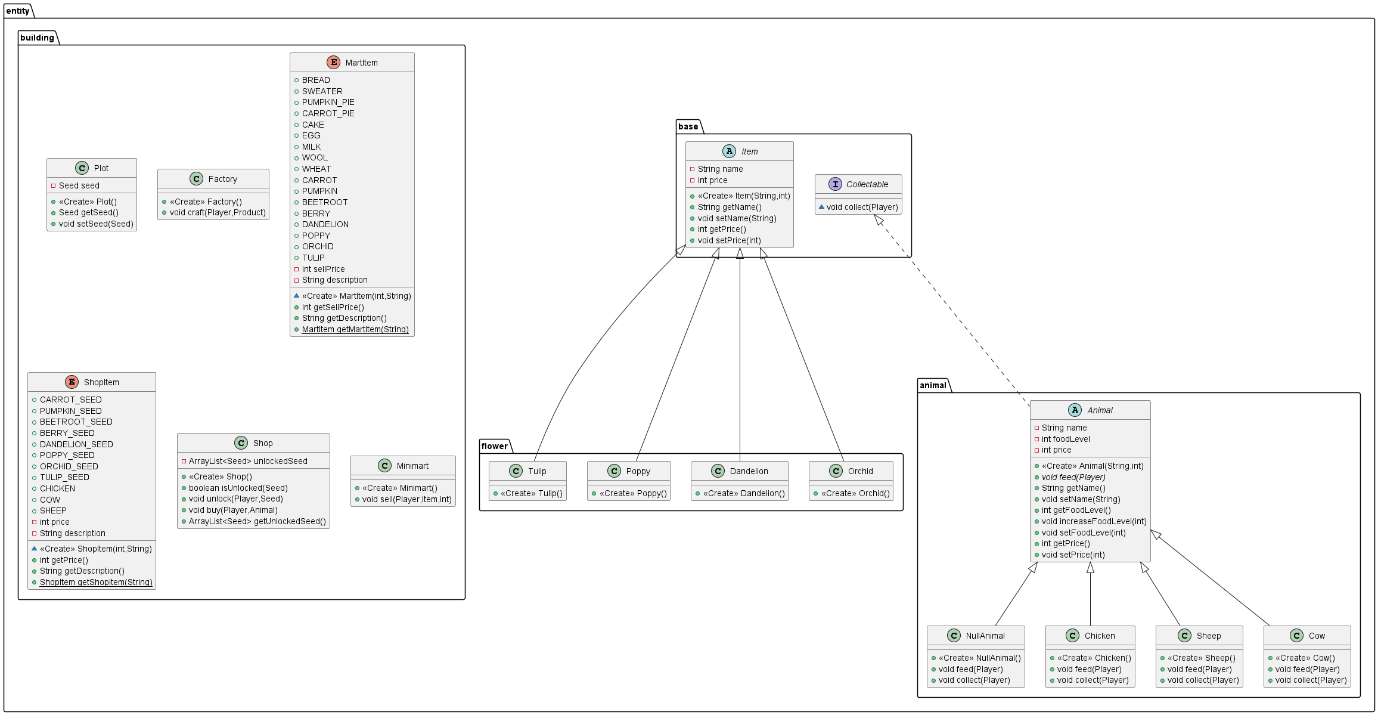 entity
building
E MartItem
BREAD
SWEATER
PUMPKIN_PIE
CARROT_PIE
CAKE
EGG
MILK
WOOL
WHEAT
CARROT
PUMPKIN
BEETROOT
BERRY
DANDELION
POPPY
ORCHID
TULIP
int sellPrice
String description
«Create» MartItem(int,String)
int getSellPrice()
String getDescription()
MartItem getMartItem(String)
C Plot
Seed seed
«Create» Plot()
Seed getSeed()
void setSeed(Seed)
C Factory
«Create» Factory()
void craft(Player,Product)
E ShopItem
CARROT_SEED
PUMPKIN_SEED
BEETROOT_SEED
BERRY_SEED
DANDELION_SEED
POPPY_SEED
ORCHID_SEED
TULIP_SEED
CHICKEN
COW
SHEEP
int price
String description
«Create» ShopItem(int,String)
int getPrice()
String getDescription()
ShopItem getShopItem(String)
C Shop
ArrayList<Seed> unlockedSeed
«Create» Shop()
boolean isUnlocked(Seed)
void unlock(Player,Seed)
void buy(Player,Animal)
ArrayList<Seed> getUnlockedSeed()
C Minimart
«Create» Minimart()
void sell(Player,Item,int)
base
A Item
String name
int price
«Create» Item(String,int)
String getName()
void setName(String)
int getPrice()
void setPrice(int)
I Collectable
void collect(Player)
flower
C Tulip
«Create» Tulip()
C Poppy
«Create» Poppy()
C Dandelion
«Create» Dandelion()
C Orchid
«Create» Orchid()
animal
A Animal
String name
int foodLevel
int price
«Create» Animal(String,int)
void feed(Player)
String getName()
void setName(String)
int getFoodLevel()
void increaseFoodLevel(int)
void setFoodLevel(int)
int getPrice()
void setPrice(int)
C NullAnimal
«Create» NullAnimal()
void feed(Player)
void collect(Player)
C Chicken
«Create» Chicken()
void feed(Player)
void collect(Player)
C Sheep
«Create» Sheep()
void feed(Player)
void collect(Player)
C Cow
«Create» Cow()
void feed(Player)
void collect(Player)